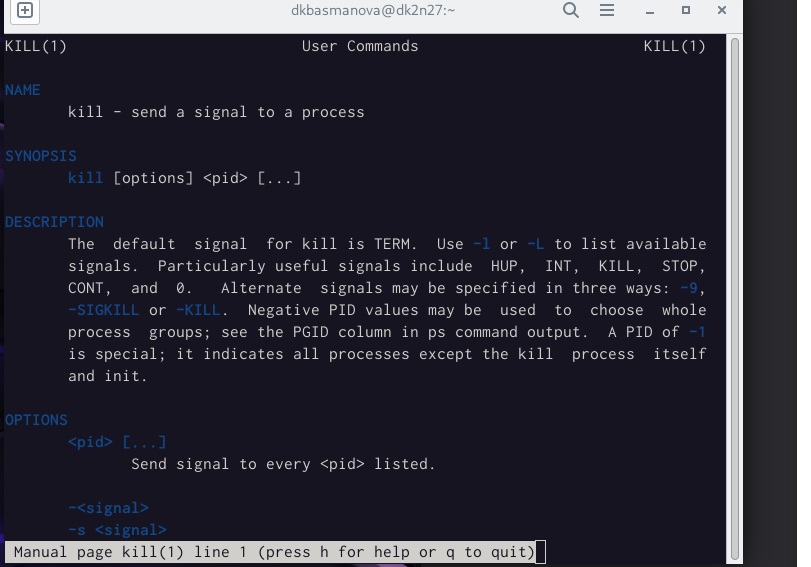 dkbasmanova@dk2n27:~
KILL(1) User Commands KILL(1)
NAME
kill - send a signal to a process
SYNOPSIS
kill [options] <pid> [...]
DESCRIPTION
The default signal for kill is TERM. Use -l or -L to list available
signals. Particularly useful signals include HUP, INT, KILL, STOP,
CONT, and 0. Alternate signals may be specified in three ways: -9,
-SIGKILL or -KILL. Negative PID values may be used to choose whole
process groups; see the PGID column in ps command output. A PID of -1
is special; it indicates all processes except the kill process itself
and init.
OPTIONS
<pid> [...]
Send signal to every <pid> listed.
-<signal>
-s <signal>
Manual page kill(1) line 1 (press h for help or q to quit)